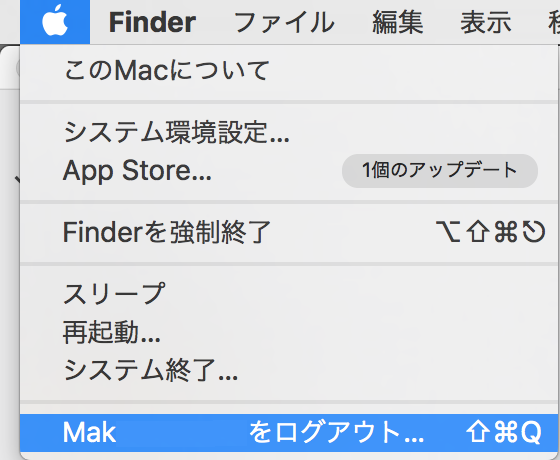 Finder ファイル 編集 表示
このMacについて
システム環境設定...
App Store... 1個のアップデート
Finderを強制終了 ⌥⇧⌘⎋
スリープ
再起動...
システム終了...
Mak をログアウト... ⇧⌘Q